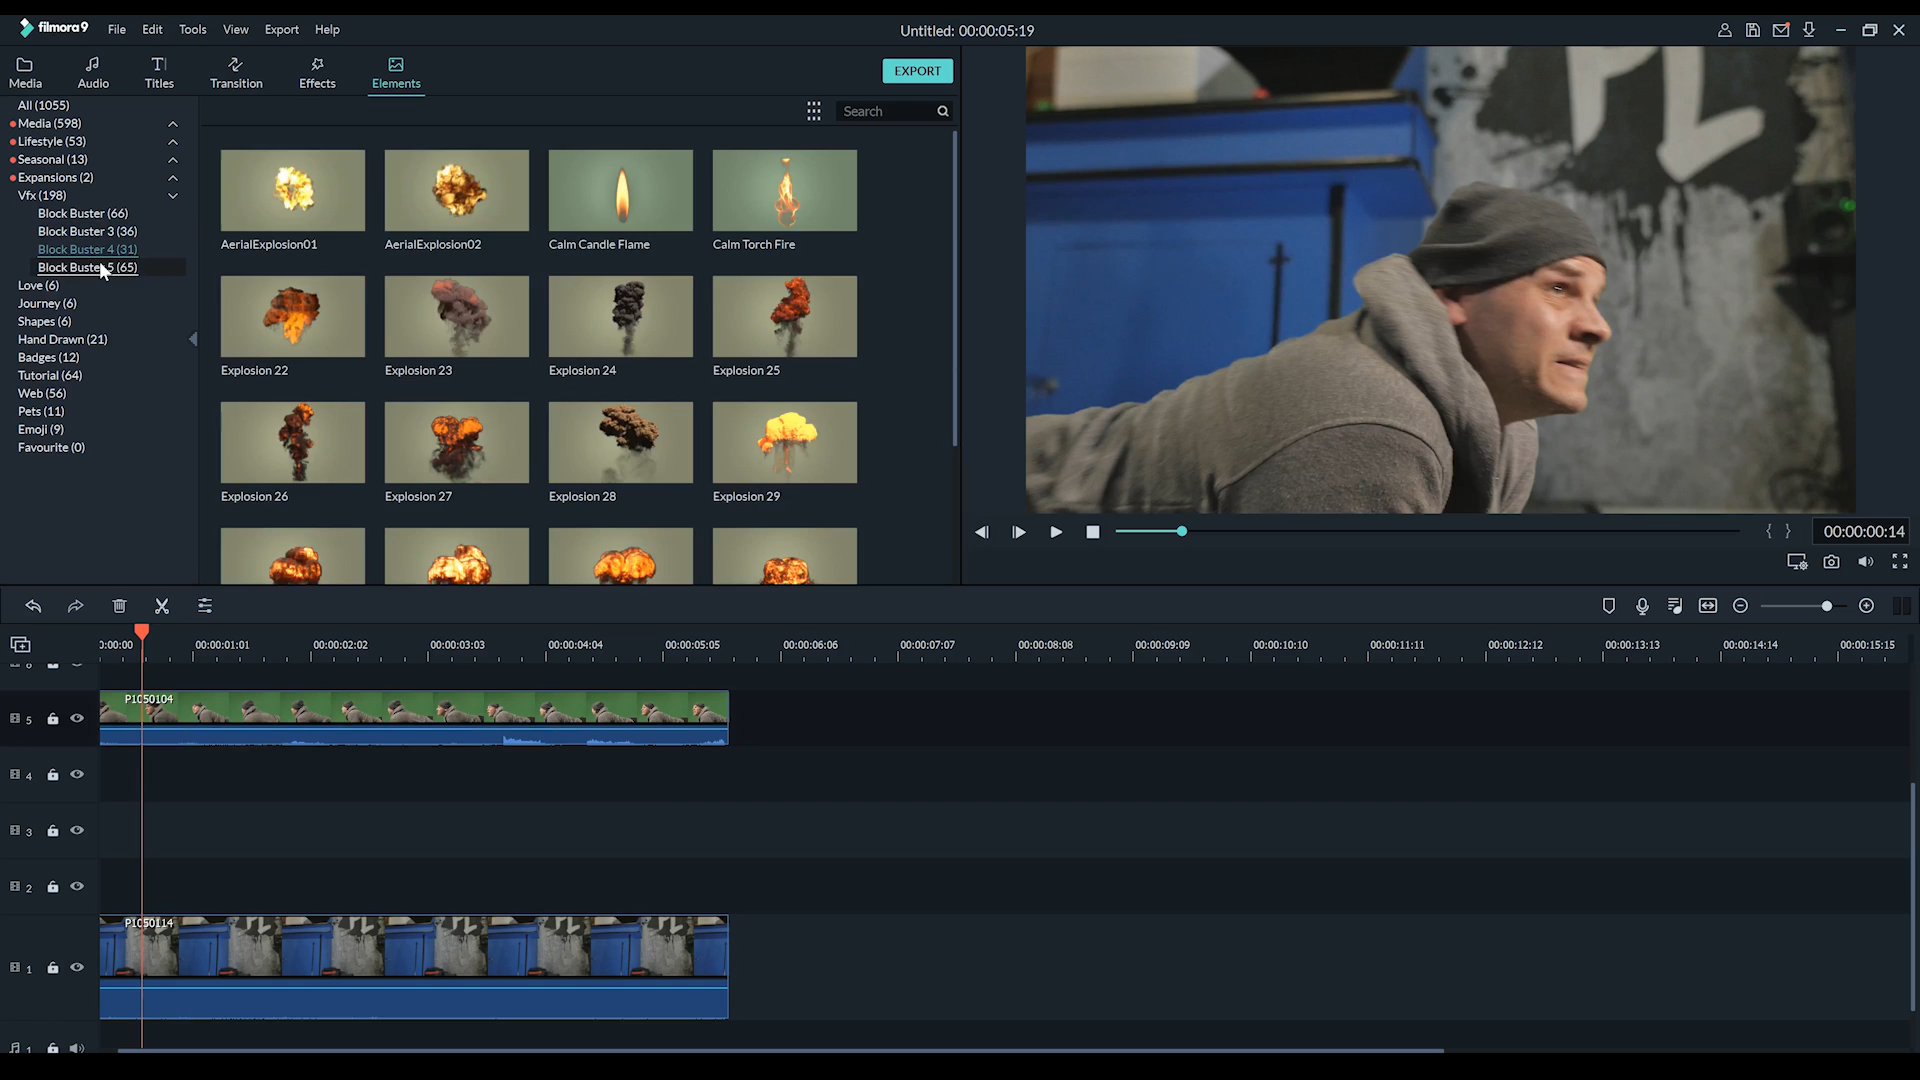 filmora9 File Edit Tools View Export Help
Untitled: 00:00:05:19
Media Audio Titles Transition Effects Elements
EXPORT
All (1055)
Media (598)
Lifestyle (53)
Seasonal (13)
Expansions (2)
Vfx (198)
Block Buster (66)
Block Buster 3 (36)
Block Buster 4 (31)
Block Buster 5 (65)
Love (6)
Journey (6)
Shapes (6)
Hand Drawn (21)
Badges (12)
Tutorial (64)
Web (56)
Pets (11)
Emoji (9)
Favourite (0)
Search
AerialExplosion01 AerialExplosion02 Calm Candle Flame Calm Torch Fire
Explosion 22 Explosion 23 Explosion 24 Explosion 25
Explosion 26 Explosion 27 Explosion 28 Explosion 29
{ } 00:00:00:14
00:00:01:01 00:00:02:02 00:00:03:03 00:00:04:04 00:00:05:05 00:00:06:06 00:00:07:07 00:00:08:08 00:00:09:09 00:00:10:10 00:00:11:11 00:00:12:12 00:00:13:13 00:00:14:14 00:00:15:15
P1050104
5
4
3
2
P1050114
1
1